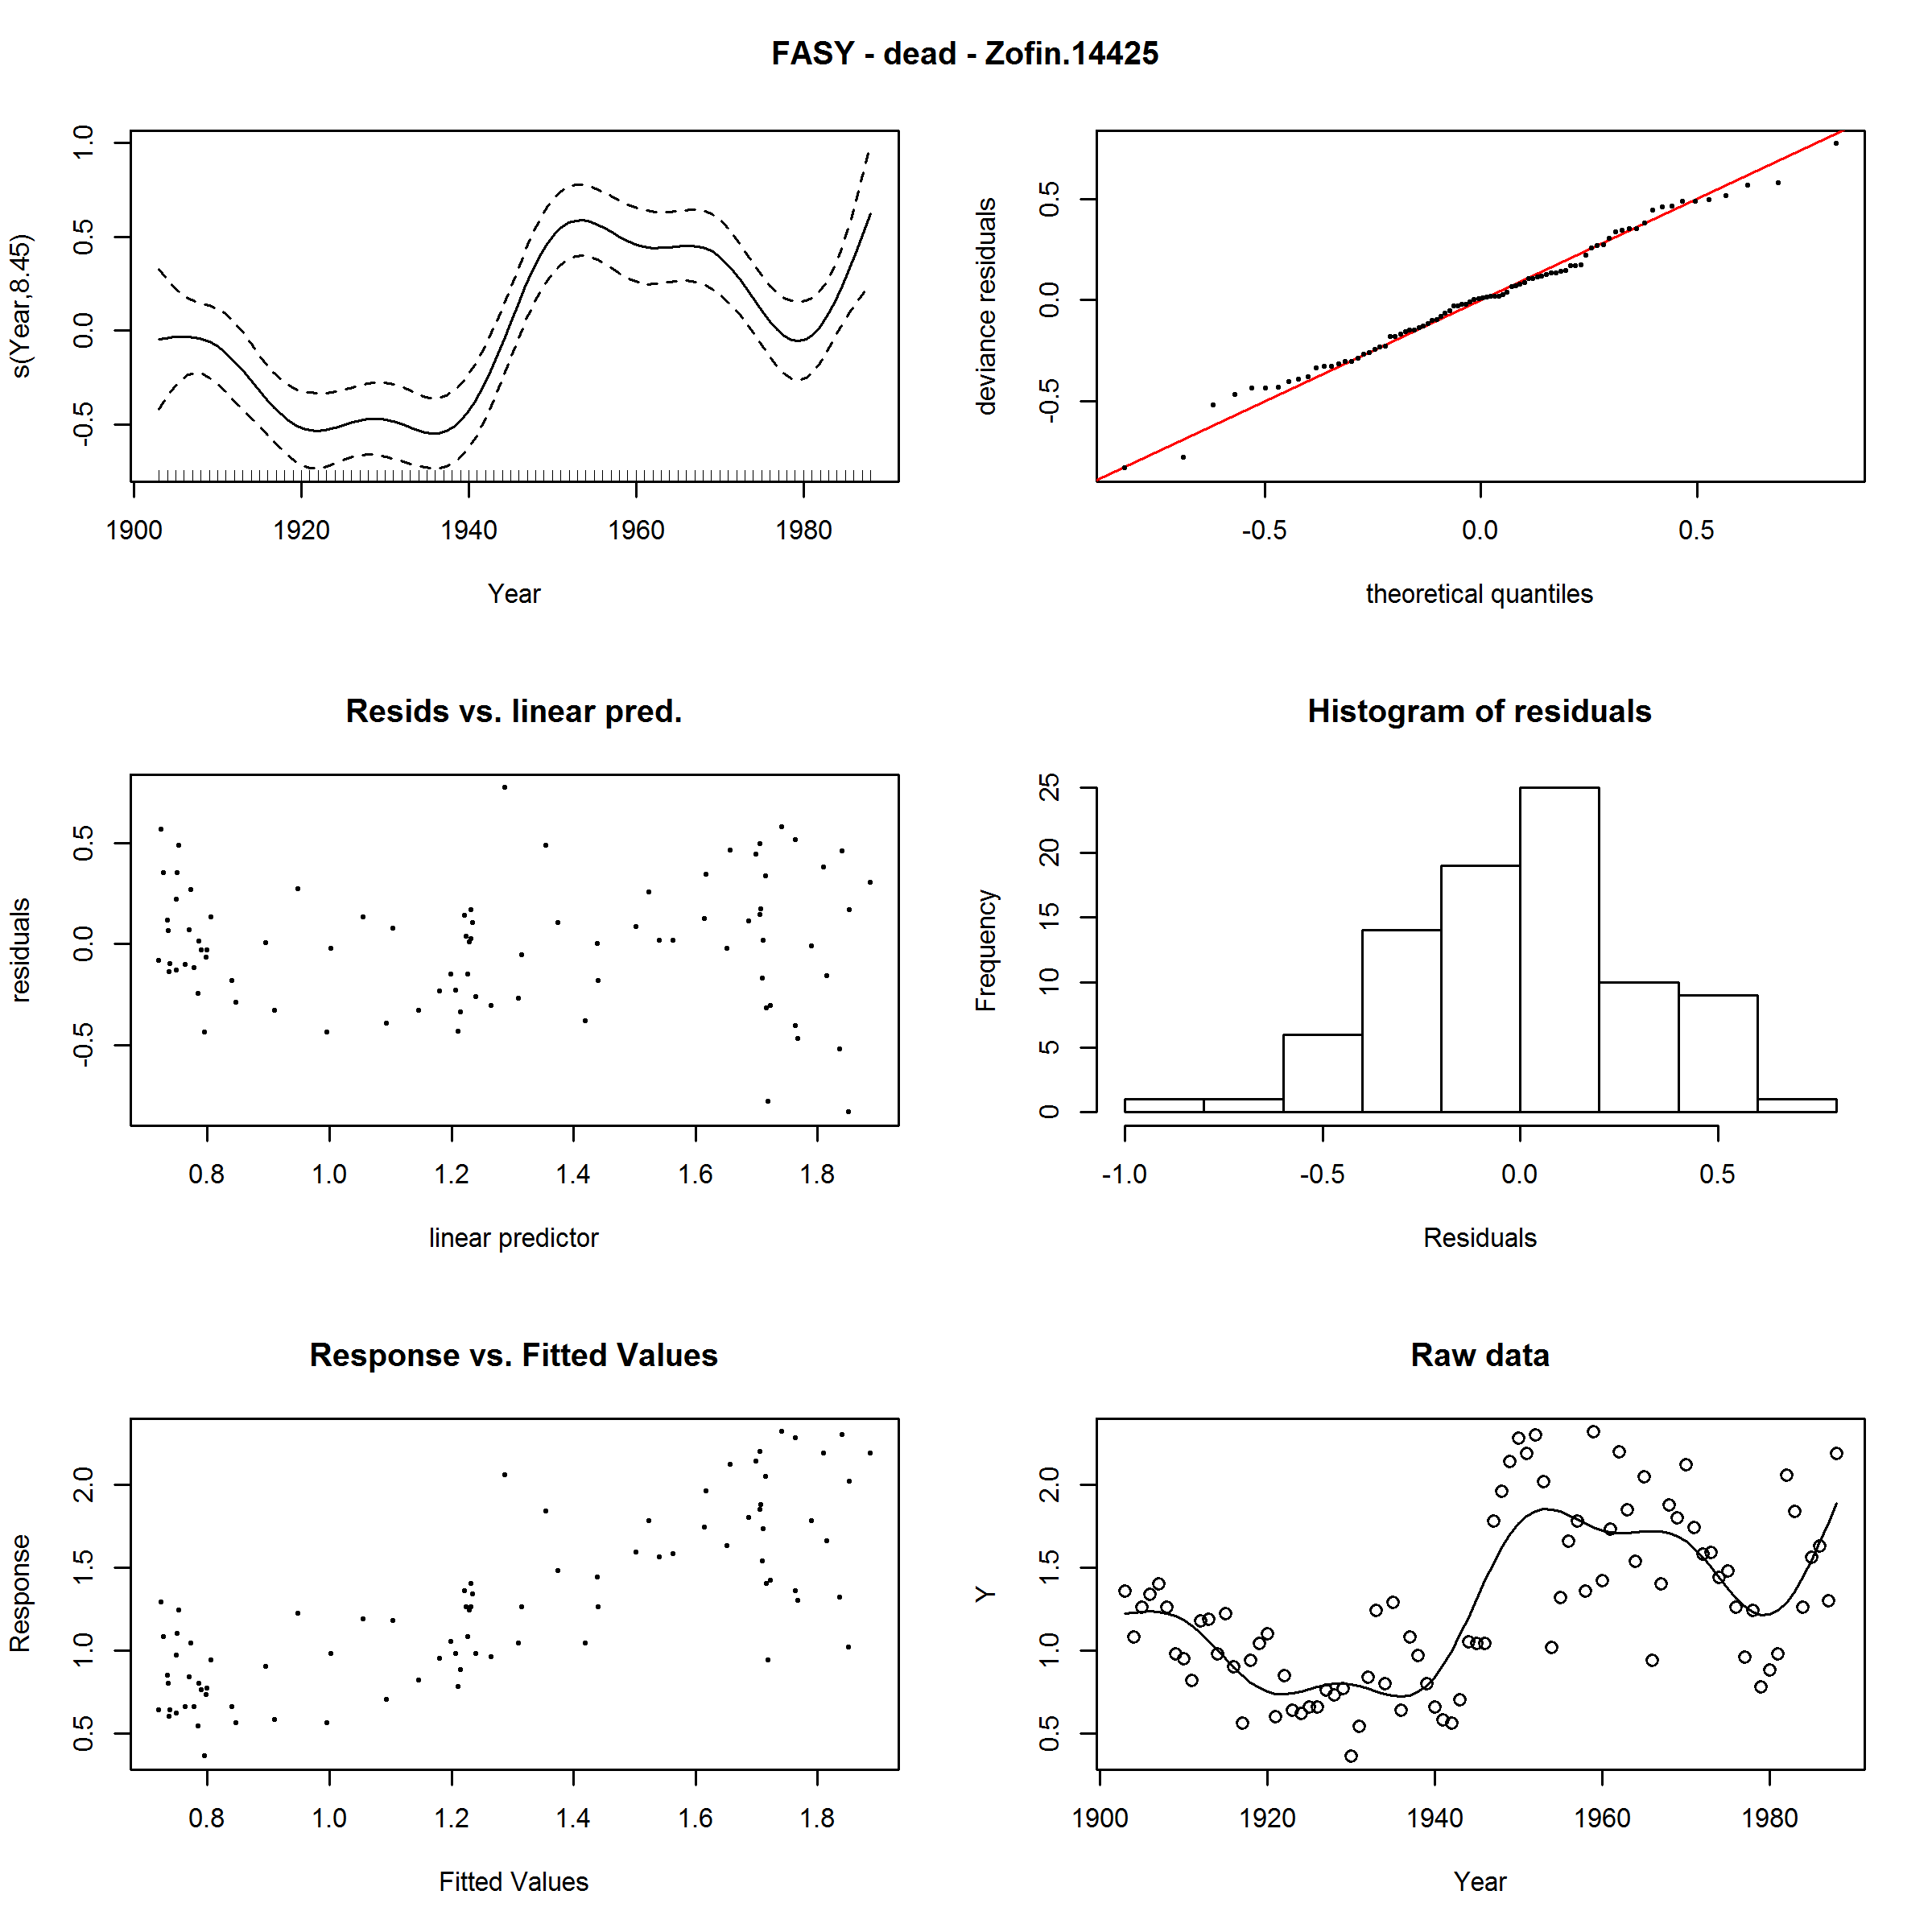 FASY - dead - Zofin.14425
s(Year,8.45)
1.0
0.5
0.0
-0.5
1900 1920 1940 1960 1980
Year
deviance residuals
0.5
0.0
-0.5
-0.5 0.0 0.5
theoretical quantiles
Resids vs. linear pred.
residuals
0.5
0.0
-0.5
0.8 1.0 1.2 1.4 1.6 1.8
linear predictor
Histogram of residuals
Frequency
25
20
15
10
5
0
-1.0 -0.5 0.0 0.5
Residuals
Response vs. Fitted Values
Response
2.0
1.5
1.0
0.5
0.8 1.0 1.2 1.4 1.6 1.8
Fitted Values
Raw data
Y
2.0
1.5
1.0
0.5
1900 1920 1940 1960 1980
Year